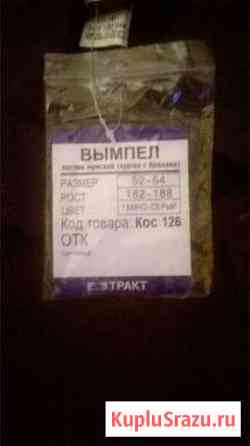 ВЫМПЕЛ
костюм мужской (куртка с брюками)
РАЗМЕР 52-54
РОСТ 182-188
ЦВЕТ ТЕМНО-СЕРЫЙ
Код товара: Кос 126
ОТК
KupluSrazu.ru